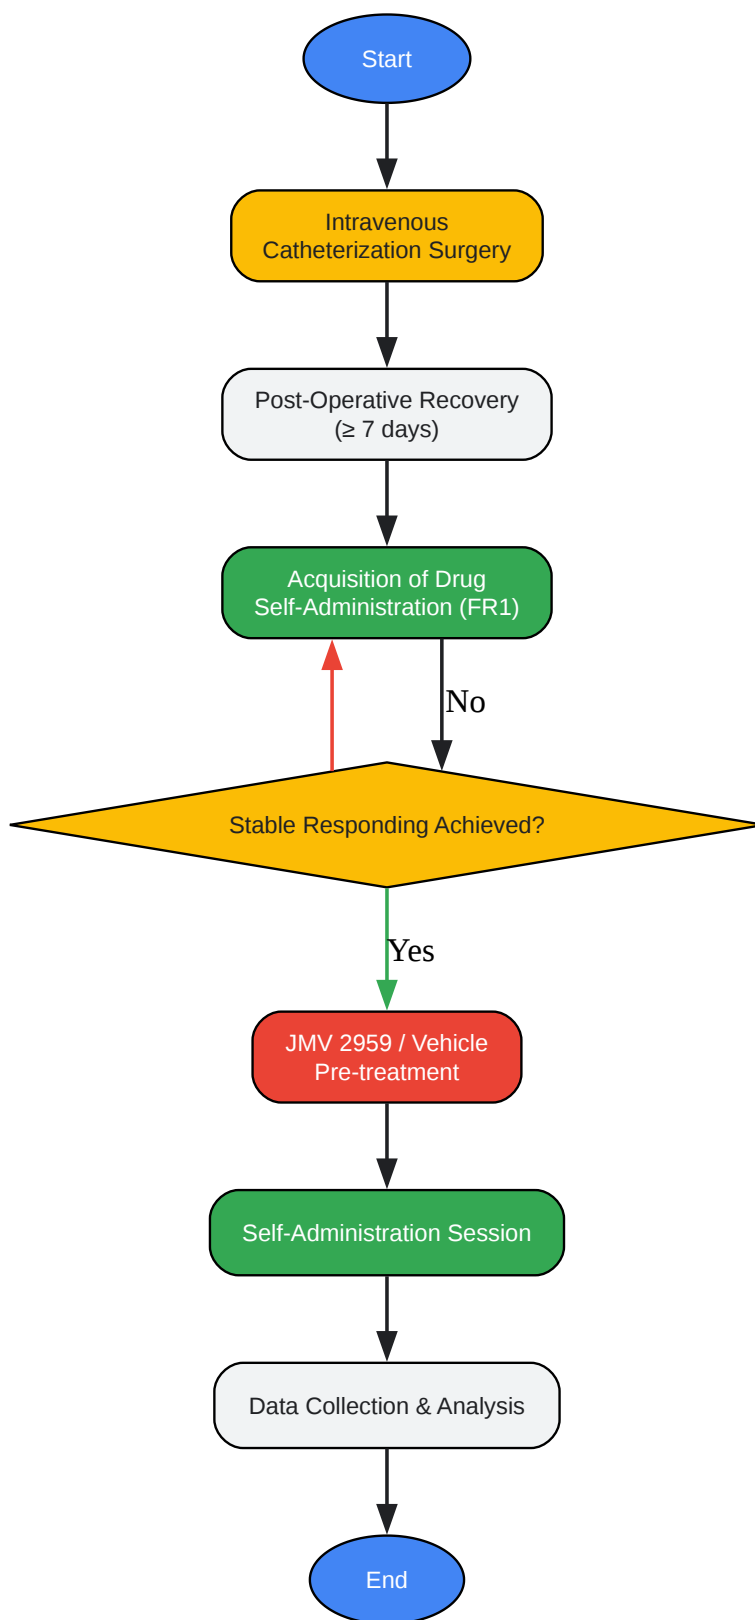 Start
Intravenous
Catheterization Surgery
Post-Operative Recovery
(≥ 7 days)
Acquisition of Drug
Self-Administration (FR1)
No
Stable Responding Achieved?
Yes
JMV 2959 / Vehicle
Pre-treatment
Self-Administration Session
Data Collection & Analysis
End